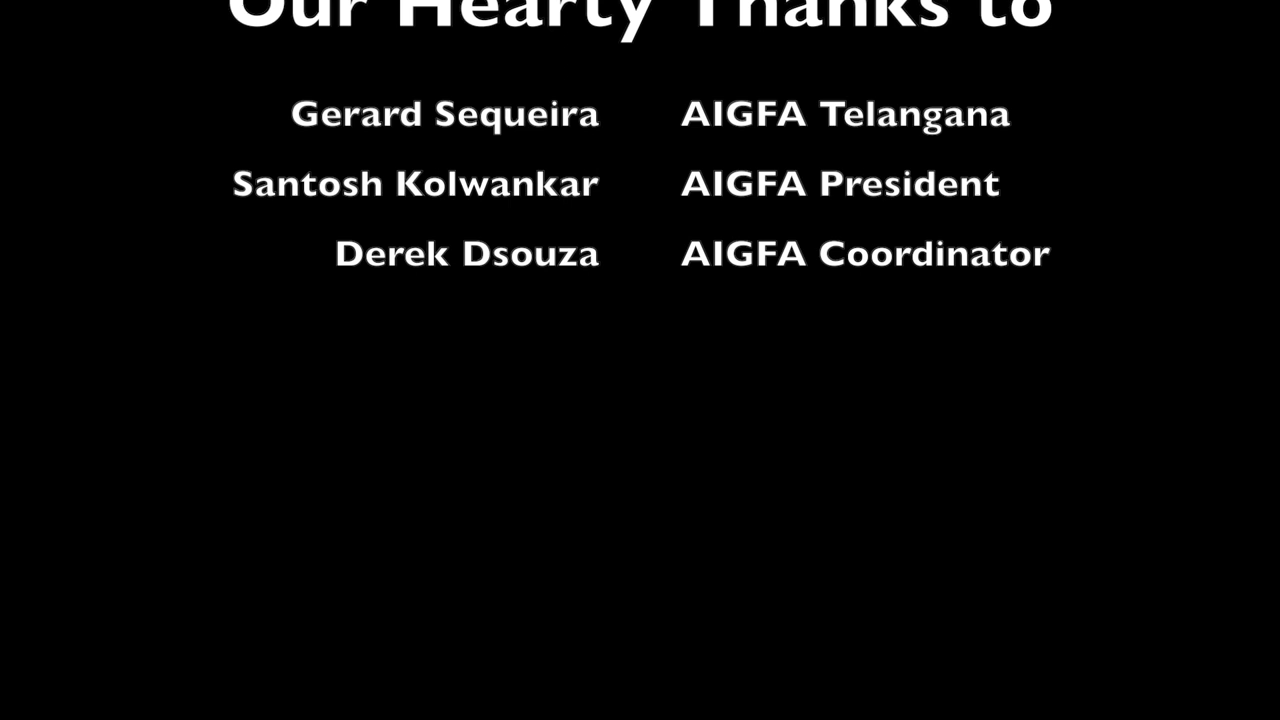 Our Hearty Thanks to
Gerard Sequeira AIGFA Telangana
Santosh Kolwankar AIGFA President
Derek Dsouza AIGFA Coordinator